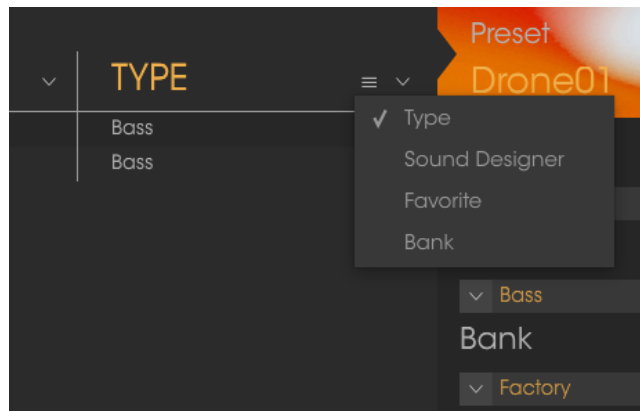 Preset
TYPE
Drone01
Bass
Bass
Type
Sound Designer
Favorite
Bank
Bass
Bank
Factory